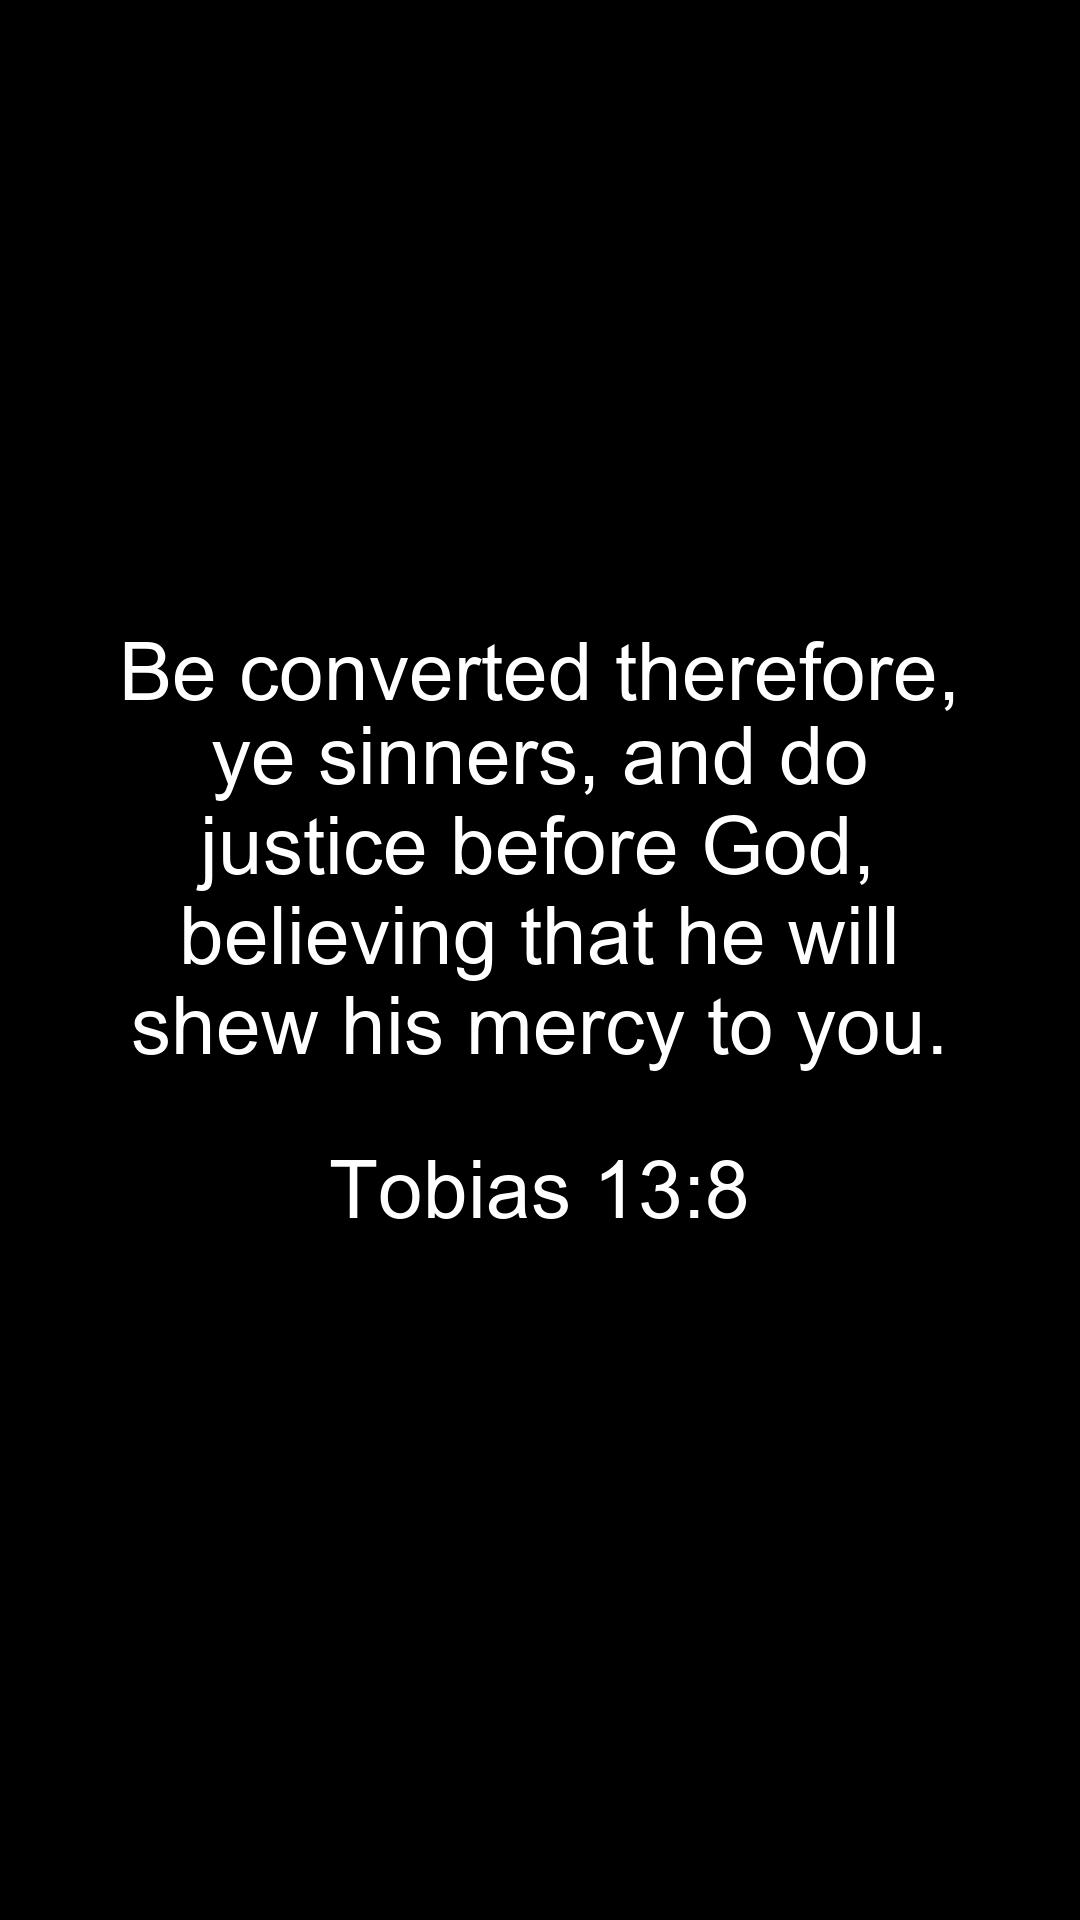 Be converted therefore,
ye sinners, and do
justice before God,
believing that he will
shew his mercy to you.
Tobias 13:8